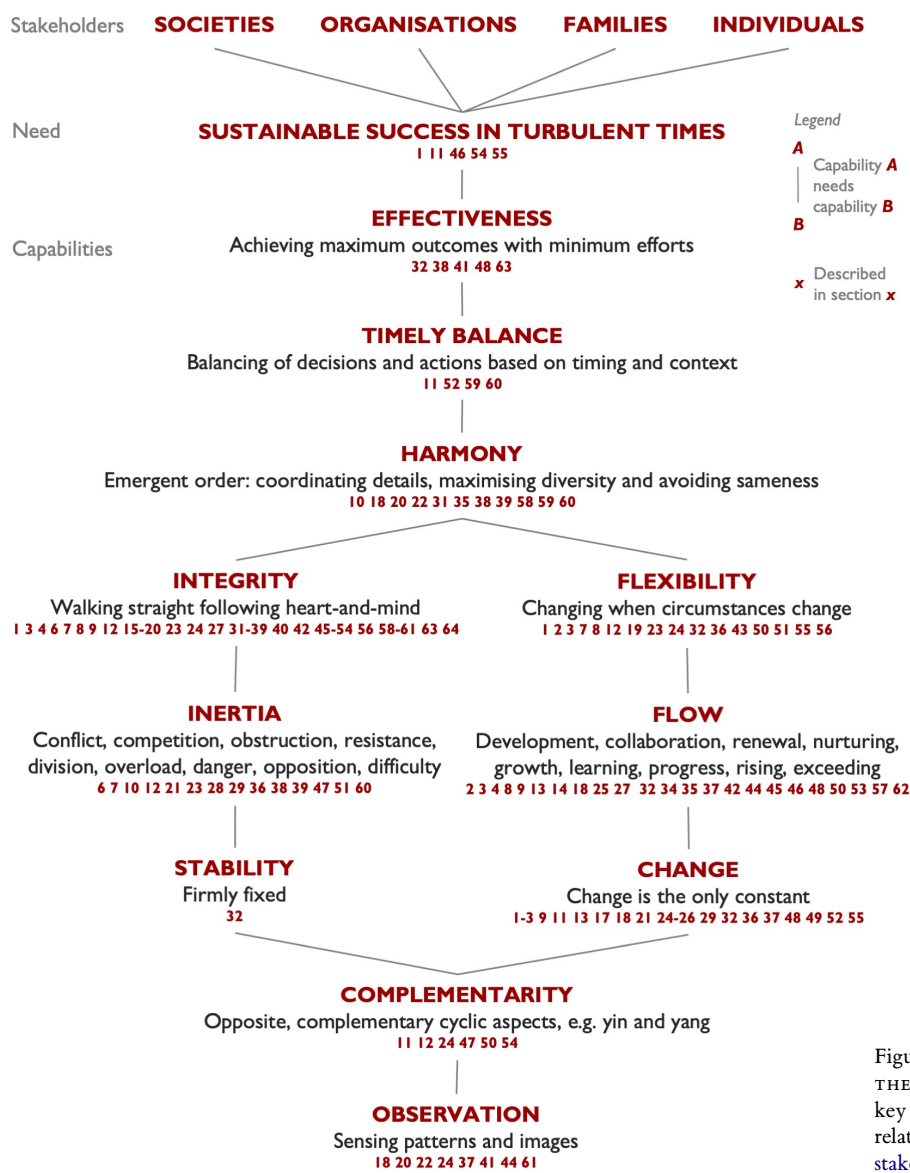 Stakeholders SOCIETIES ORGANISATIONS FAMILIES INDIVIDUALS
Need
SUSTAINABLE SUCCESS IN TURBULENT TIMES
1 11 46 54 55
Legend
A
Capability A
needs
capability B
B
x Described
in section x
Capabilities
EFFECTIVENESS
Achieving maximum outcomes with minimum efforts
32 38 41 48 63
TIMELY BALANCE
Balancing of decisions and actions based on timing and context
11 52 59 60
HARMONY
Emergent order: coordinating details, maximising diversity and avoiding sameness
10 18 20 22 31 35 38 39 58 59 60
INTEGRITY
Walking straight following heart-and-mind
1 3 4 6 7 8 9 12 15-20 23 24 27 31-39 40 42 45-54 56 58-61 63 64
FLEXIBILITY
Changing when circumstances change
1 2 3 7 8 12 19 23 24 32 36 43 50 51 55 56
INERTIA
Conflict, competition, obstruction, resistance,
division, overload, danger, opposition, difficulty
6 7 10 12 21 23 28 29 36 38 39 47 51 60
FLOW
Development, collaboration, renewal, nurturing,
growth, learning, progress, rising, exceeding
2 3 4 8 9 13 14 18 25 27 32 34 35 37 42 44 45 46 48 50 53 57 62
STABILITY
Firmly fixed
32
CHANGE
Change is the only constant
1-3 9 11 13 17 18 21 24-26 29 32 36 37 48 49 52 55
COMPLEMENTARITY
Opposite, complementary cyclic aspects, e.g. yin and yang
11 12 24 47 50 54
OBSERVATION
Sensing patterns and images
18 20 22 24 37 41 44 61
Figu
THE
key
relat
stak